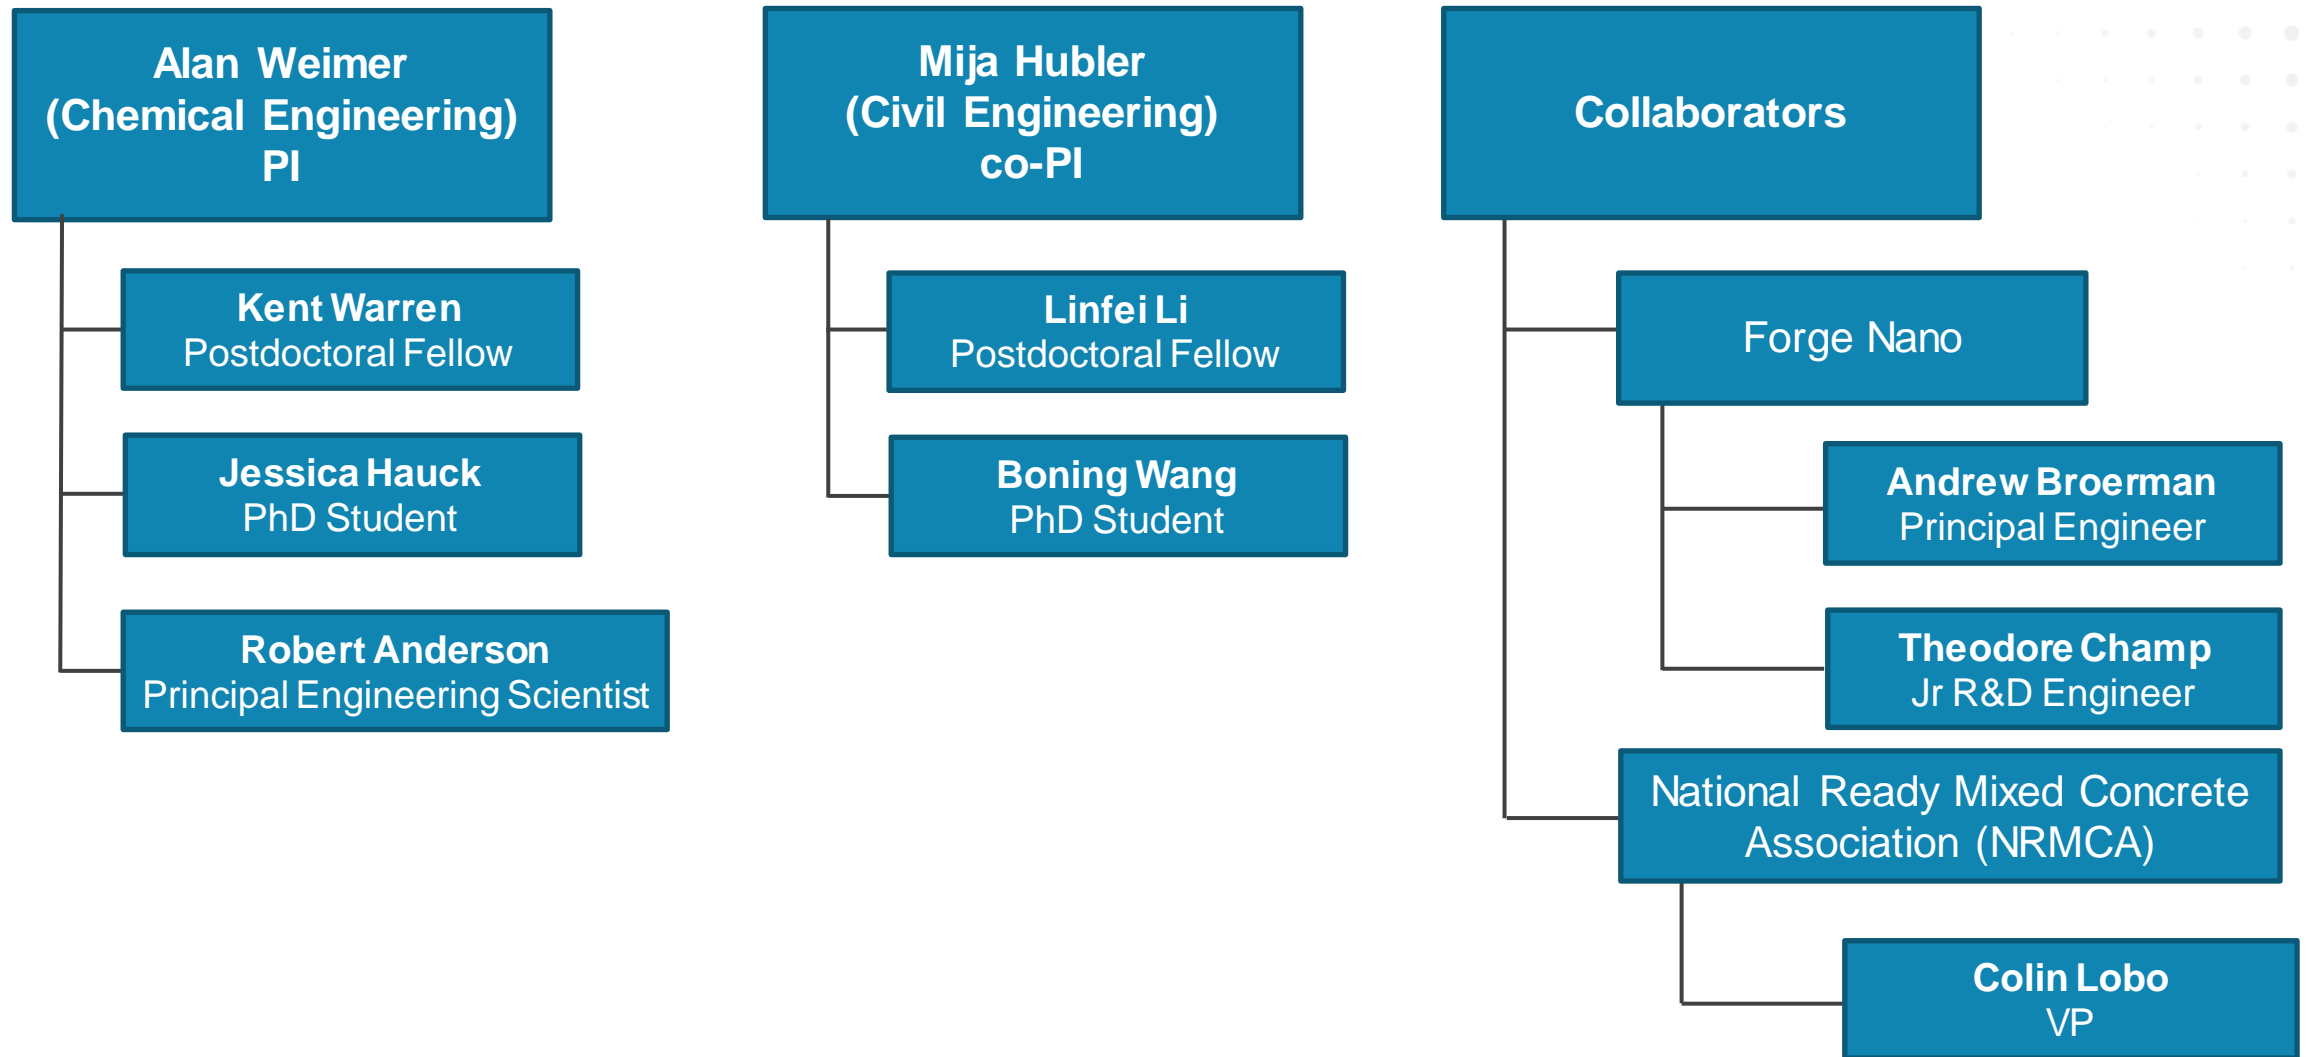 Alan Weimer
(Chemical Engineering)
PI
Kent Warren
Postdoctoral Fellow
Jessica Hauck
PhD Student
Robert Anderson
Principal Engineering Scientist
Mija Hubler
(Civil Engineering)
co-PI
Linfei Li
Postdoctoral Fellow
Boning Wang
PhD Student
Collaborators
Forge Nano
Andrew Broerman
Principal Engineer
Theodore Champ
Jr R&D Engineer
National Ready Mixed Concrete
Association (NRMCA)
Colin Lobo
VP